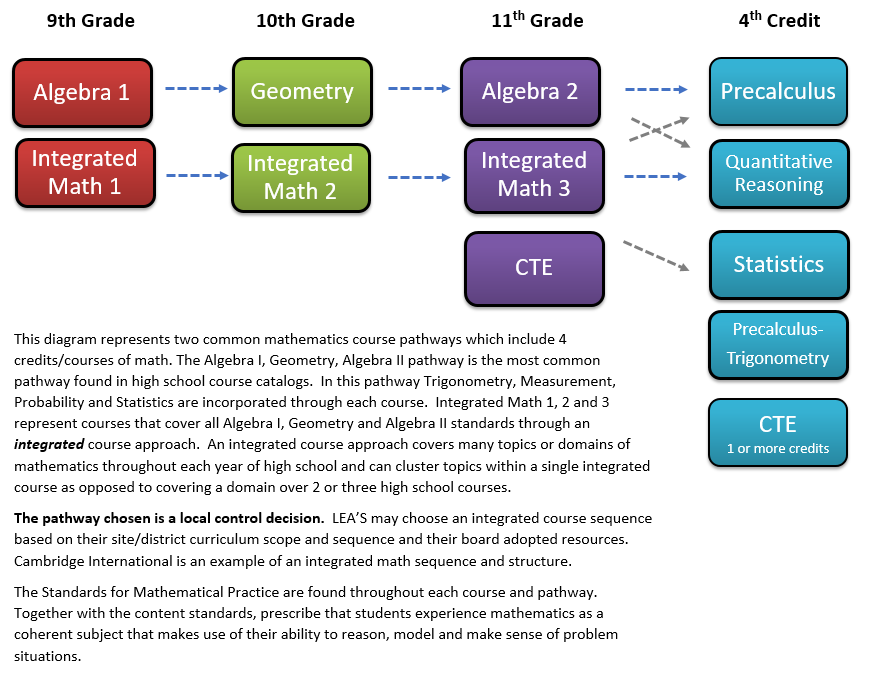 9th Grade
10th Grade
11th Grade
4th Credit
Algebra 1
Geometry
Algebra 2
Precalculus
Integrated
Math 1
Integrated
Math 2
Integrated
Math 3
Quantitative
Reasoning
CTE
Statistics
Precalculus-
Trigonometry
CTE
1 or more credits
This diagram represents two common mathematics course pathways which include 4
credits/courses of math. The Algebra I, Geometry, Algebra II pathway is the most common
pathway found in high school course catalogs. In this pathway Trigonometry, Measurement,
Probability and Statistics are incorporated through each course. Integrated Math 1, 2 and 3
represent courses that cover all Algebra I, Geometry and Algebra II standards through an
integrated course approach. An integrated course approach covers many topics or domains of
mathematics throughout each year of high school and can cluster topics within a single integrated
course as opposed to covering a domain over 2 or three high school courses.
The pathway chosen is a local control decision. LEA'S may choose an integrated course sequence
based on their site/district curriculum scope and sequence and their board adopted resources.
Cambridge International is an example of an integrated math sequence and structure.
The Standards for Mathematical Practice are found throughout each course and pathway.
Together with the content standards, prescribe that students experience mathematics as a
coherent subject that makes use of their ability to reason, model and make sense of problem
situations.